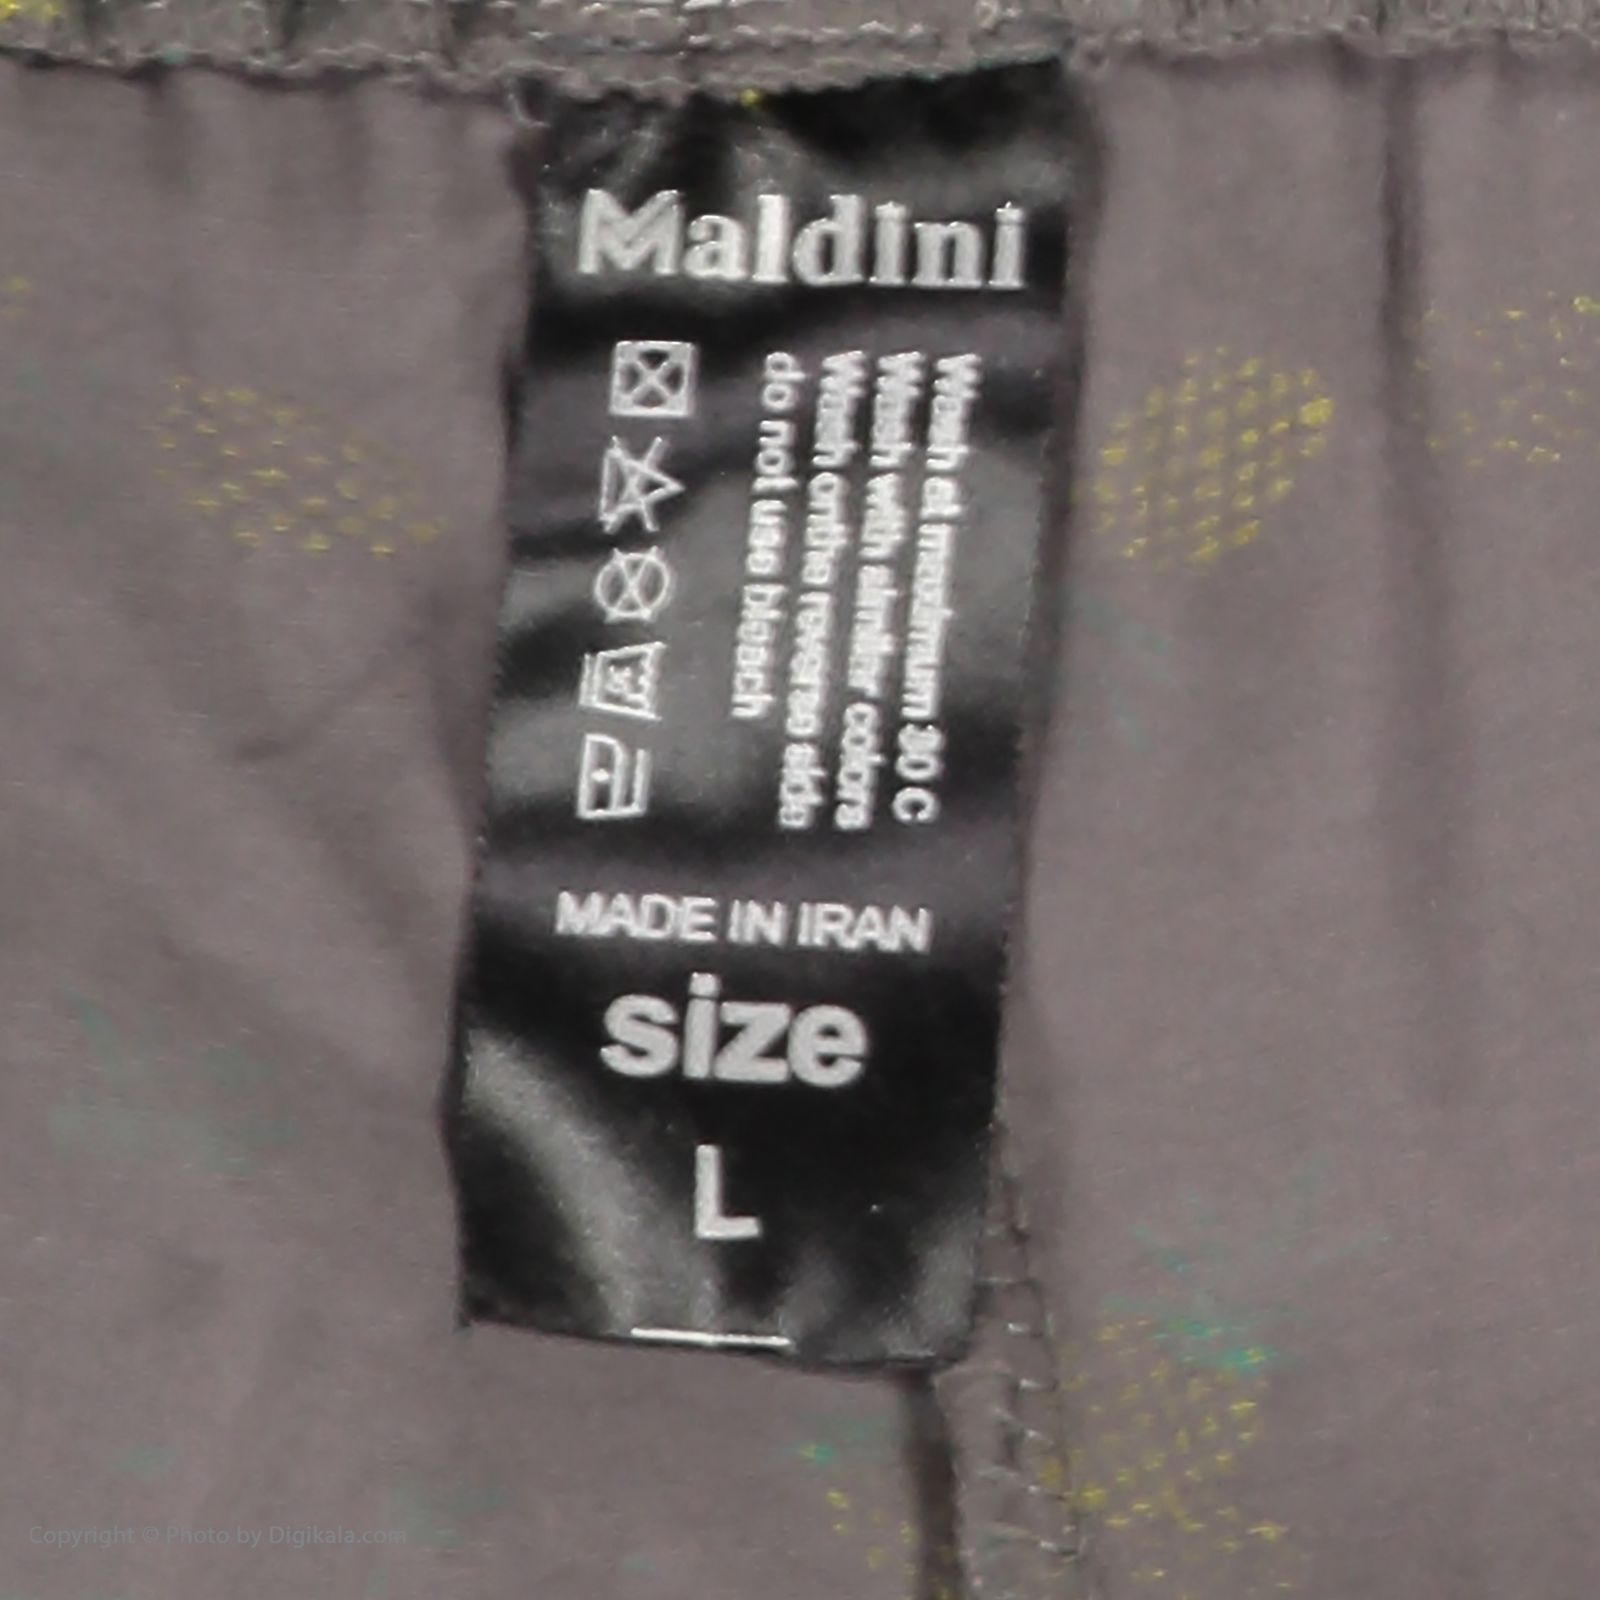 Maldini
Wash at maximum 30 C
Wash with similer colors
Wash on the reverse side
do not use bleach
MADE IN IRAN
size
L
Copyright © Photo by Digikala.com